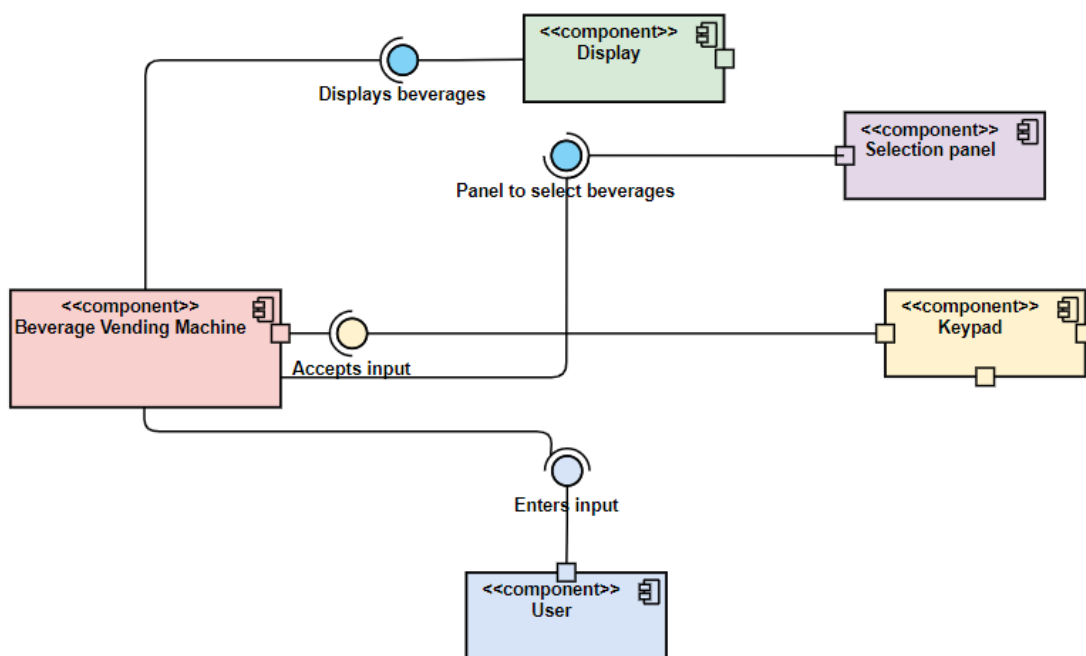 <<component>>
Display
Displays beverages
<<component>>
Selection panel
Panel to select beverages
<<component>>
Beverage Vending Machine
<<component>>
Keypad
Accepts input
Enters input
<<component>>
User